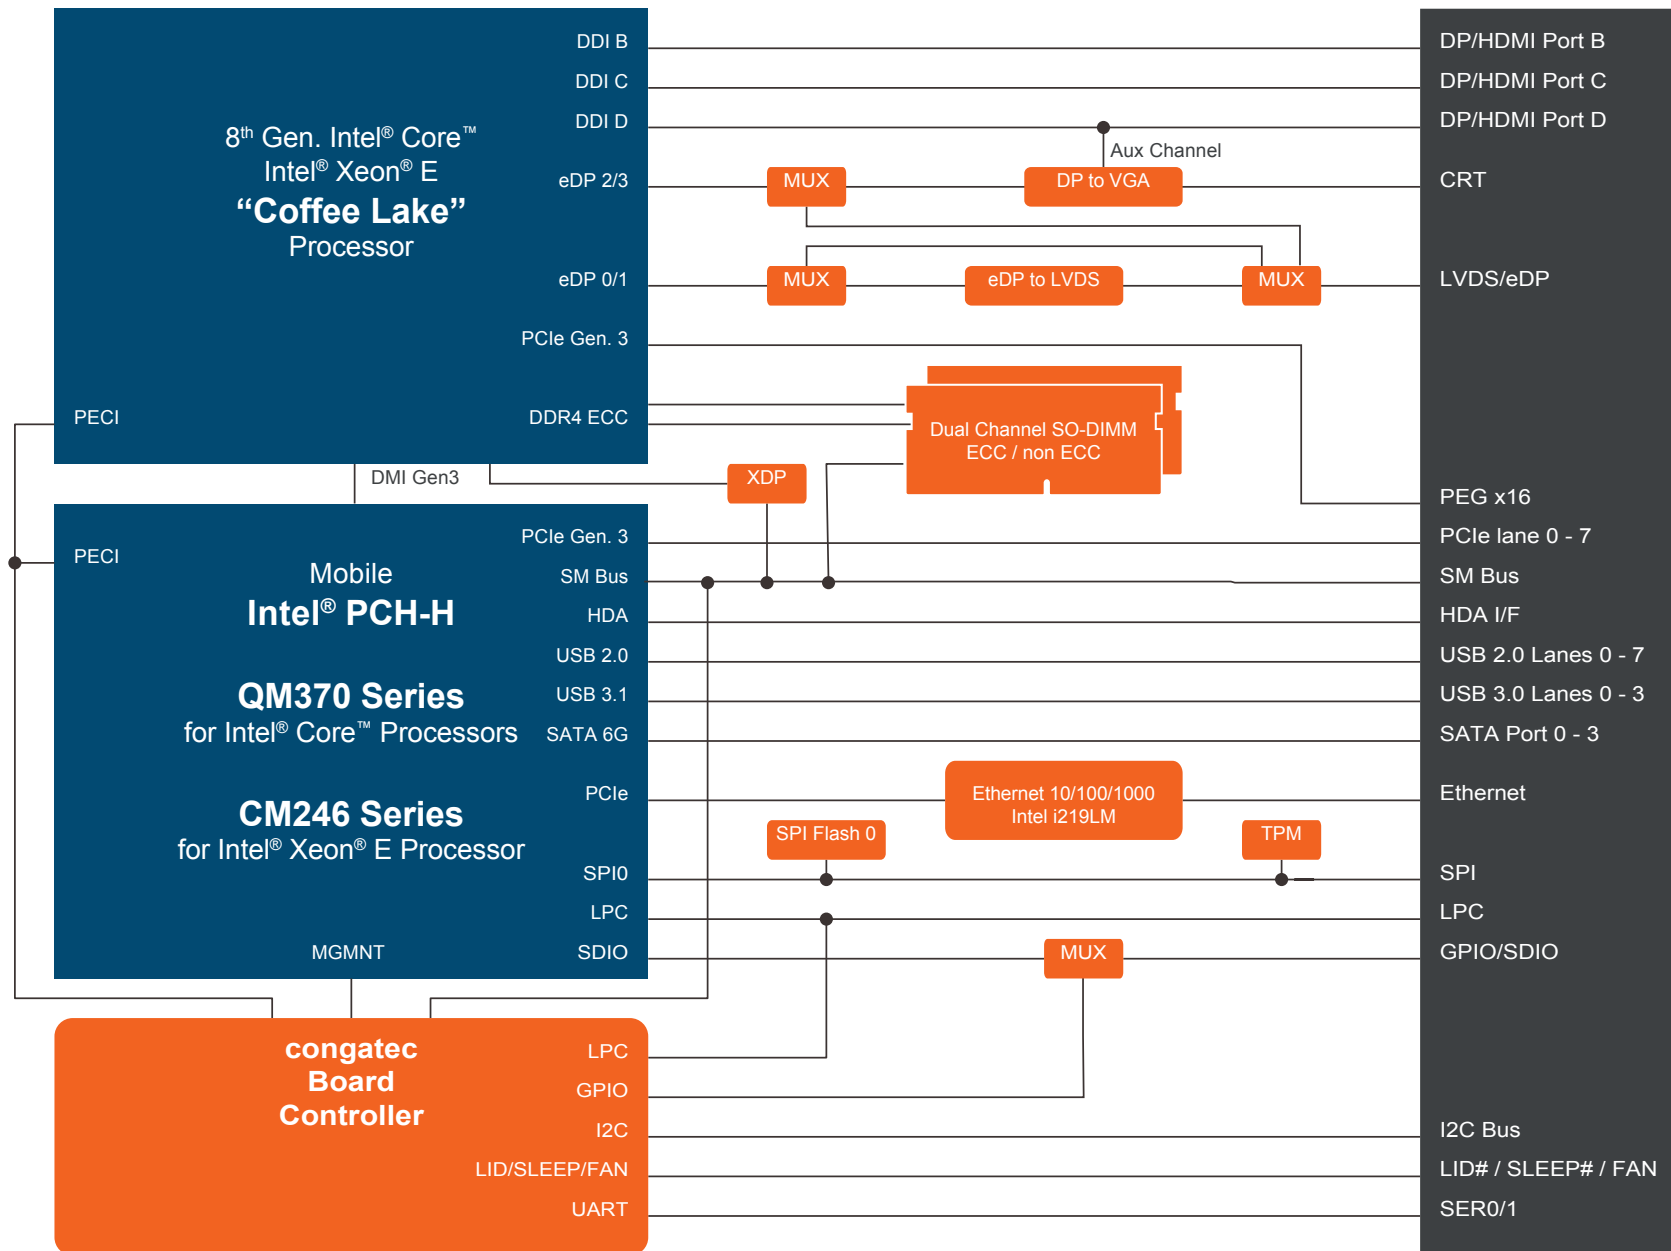 8th Gen. Intel® Core™
Intel® Xeon® E
“Coffee Lake”
Processor
DDI B
DDI C
DDI D
eDP 2/3
eDP 0/1
PCIe Gen. 3
DDR4 ECC
PECI
Aux Channel
MUX
DP to VGA
MUX
eDP to LVDS
MUX
Dual Channel SO-DIMM
ECC / non ECC
DMI Gen3
XDP
PECI
Mobile
Intel® PCH-H
QM370 Series
for Intel® Core™ Processors
CM246 Series
for Intel® Xeon® E Processor
MGMNT
PCIe Gen. 3
SM Bus
HDA
USB 2.0
USB 3.1
SATA 6G
PCIe
SPI0
LPC
SDIO
Ethernet 10/100/1000
Intel i219LM
SPI Flash 0
TPM
MUX
congatec
Board
Controller
LPC
GPIO
I2C
LID/SLEEP/FAN
UART
DP/HDMI Port B
DP/HDMI Port C
DP/HDMI Port D
CRT
LVDS/eDP
PEG x16
PCIe lane 0 - 7
SM Bus
HDA I/F
USB 2.0 Lanes 0 - 7
USB 3.0 Lanes 0 - 3
SATA Port 0 - 3
Ethernet
SPI
LPC
GPIO/SDIO
I2C Bus
LID# / SLEEP# / FAN
SER0/1